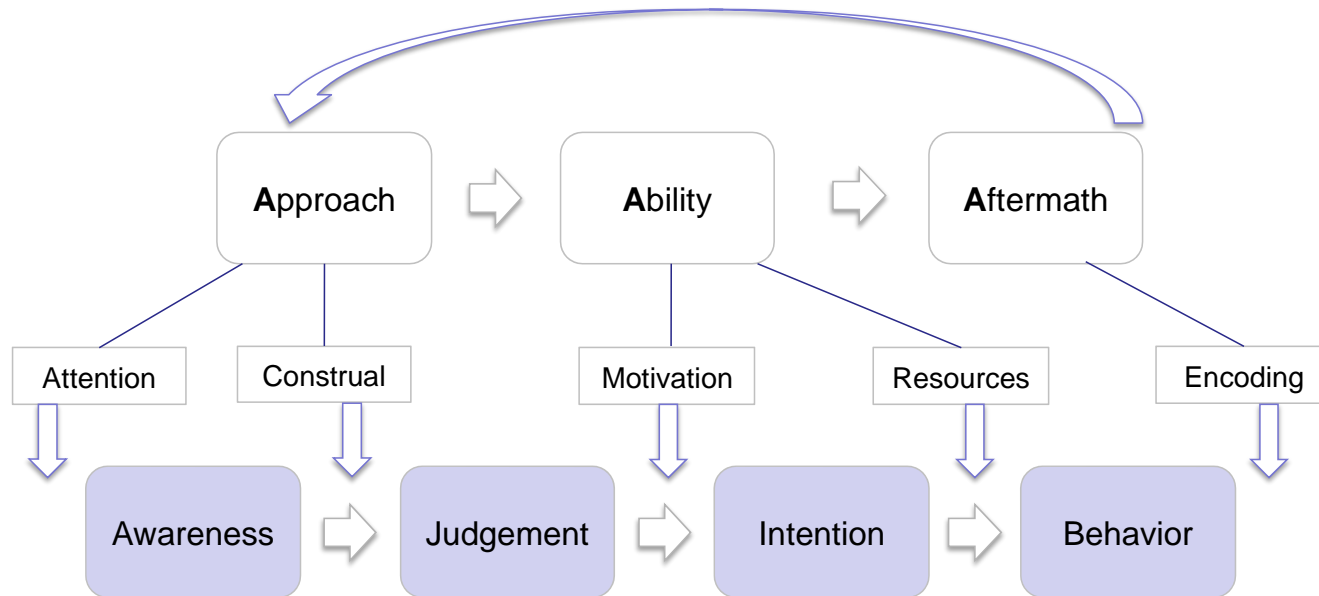 Approach
Ability
Aftermath
Attention
Construal
Motivation
Resources
Encoding
Awareness
Judgement
Intention
Behavior